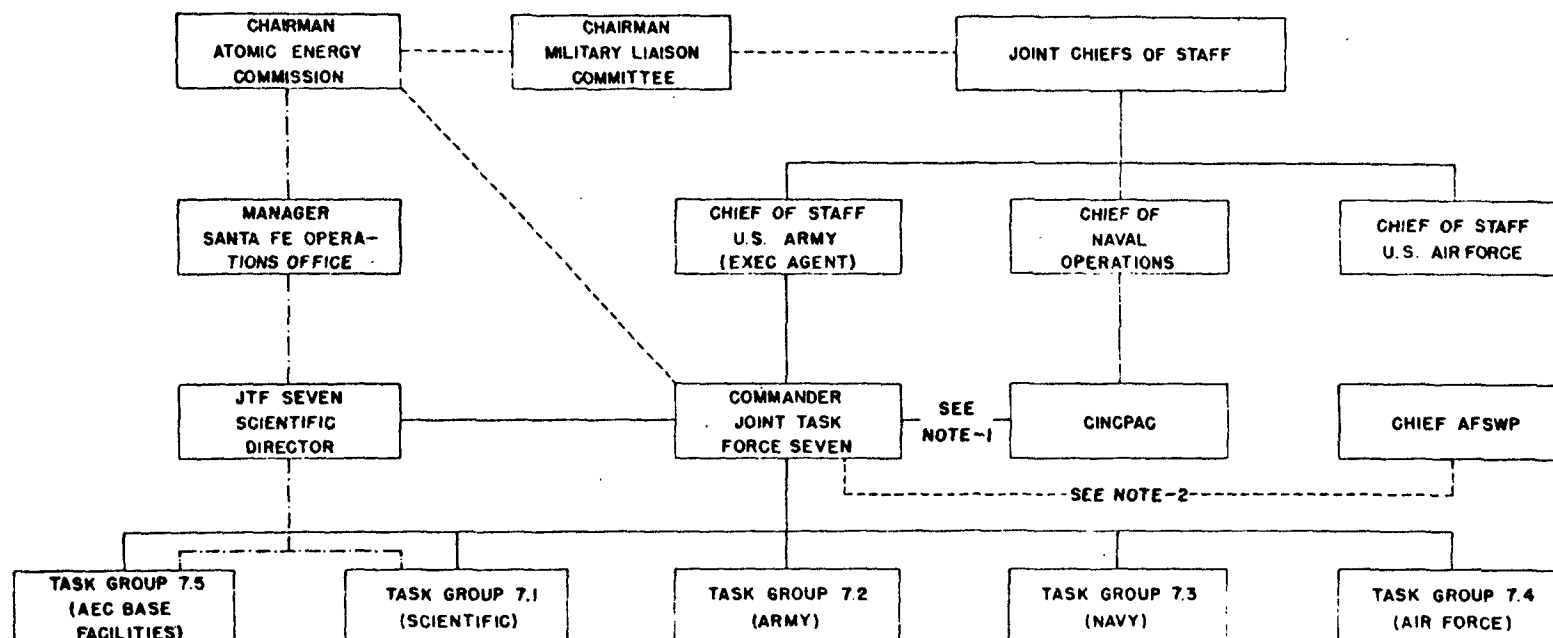 CHAIRMAN
ATOMIC ENERGY
COMMISSION
CHAIRMAN
MILITARY LIAISON
COMMITTEE
JOINT CHIEFS OF STAFF
MANAGER
SANTA FE OPERA-
TIONS OFFICE
CHIEF OF STAFF
U.S. ARMY
(EXEC AGENT)
CHIEF OF
NAVAL
OPERATIONS
CHIEF OF STAFF
U.S. AIR FORCE
JTF SEVEN
SCIENTIFIC
DIRECTOR
COMMANDER
JOINT TASK
FORCE SEVEN
SEE
NOTE-1
CINCPAC
CHIEF AFSWP
SEE NOTE-2
TASK GROUP 7.5
(AEC BASE
FACILITIES)
TASK GROUP 7.1
(SCIENTIFIC)
TASK GROUP 7.2
(ARMY)
TASK GROUP 7.3
(NAVY)
TASK GROUP 7.4
(AIR FORCE)